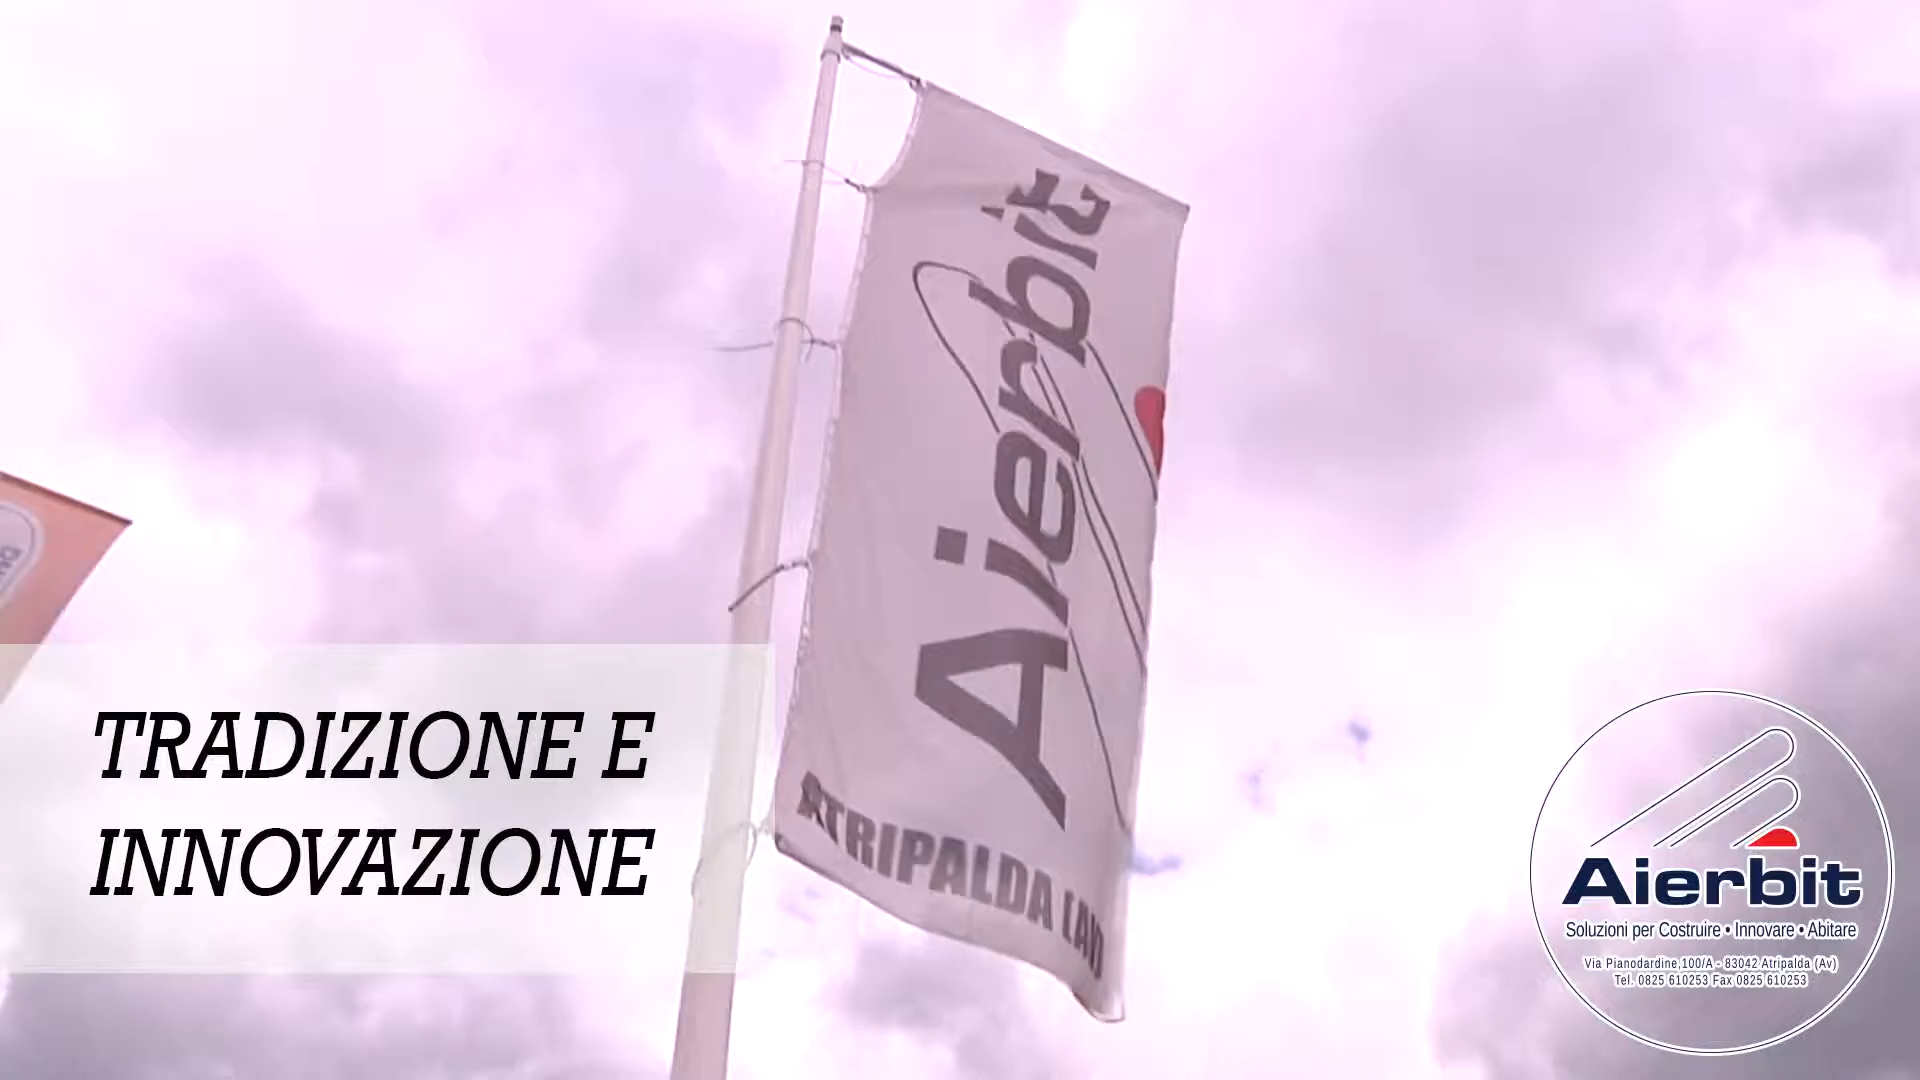 Aierbit
ATRIPALDA (AV)
TRADIZIONE E
INNOVAZIONE
Aierbit
Soluzioni per Costruire • Innovare • Abitare
Via Pianodardine,100/A - 83042 Atripalda (Av)
Tel. 0825 610253 Fax 0825 610253